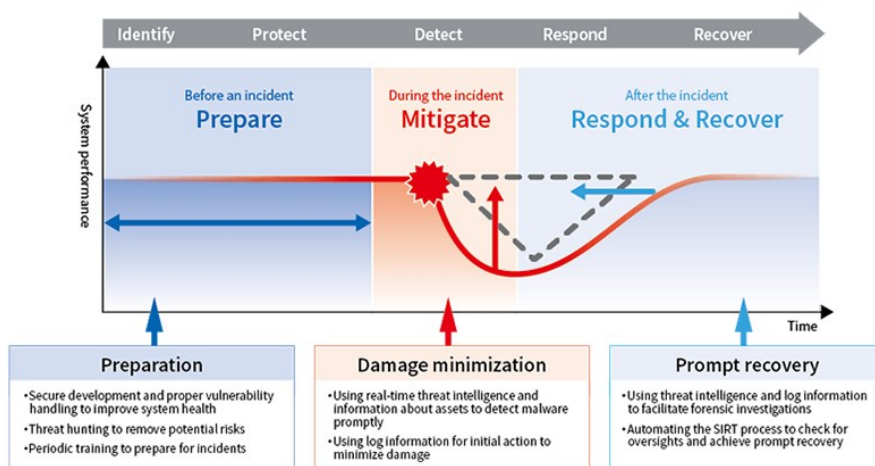 Identify Protect Detect Respond Recover
System performance
Before an incident
Prepare
During the incident
Mitigate
After the incident
Respond & Recover
Time
Preparation
•Secure development and proper vulnerability
handling to improve system health
•Threat hunting to remove potential risks
•Periodic training to prepare for incidents
Damage minimization
•Using real-time threat intelligence and
information about assets to detect malware
promptly
•Using log information for initial action to
minimize damage
Prompt recovery
•Using threat intelligence and log information
to facilitate forensic investigations
•Automating the SIRT process to check for
oversights and achieve prompt recovery